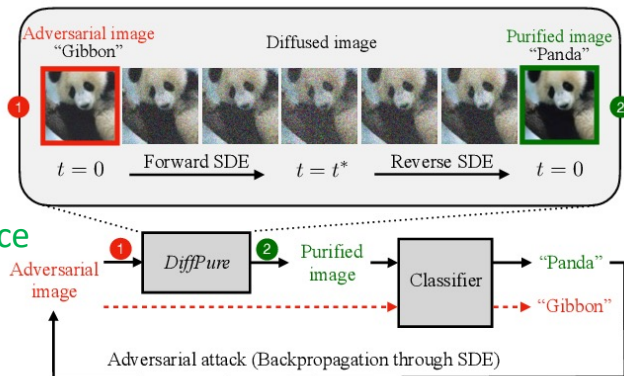 Adversarial image
"Gibbon"
Diffused image
Purified image
"Panda"
1
2
t = 0
Forward SDE
t = t*
Reverse SDE
t = 0
ce
1
DiffPure
2
Adversarial
image
Purified
image
Classifier
"Panda"
"Gibbon"
Adversarial attack (Backpropagation through SDE)